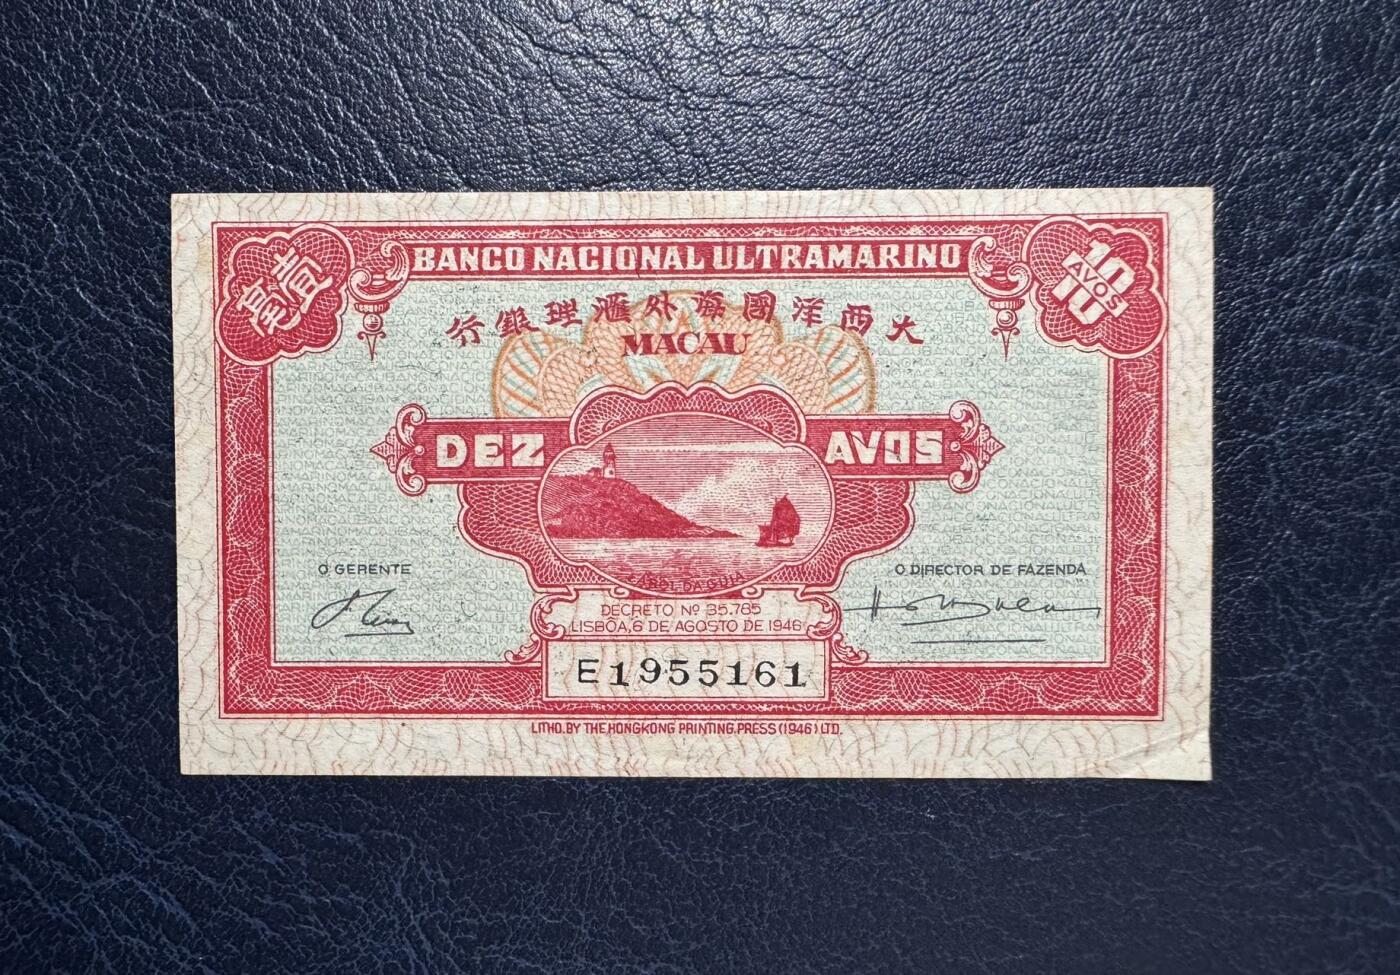 BANCO NACIONAL ULTRAMARINO
壹毫
10
AVOS
10
行銀理滙外海國洋西大
MACAU
DEZ AVOS
FAROL DA GUIA
O GERENTE
O DIRECTOR DE FAZENDA
DECRETO Nº 35.785
LISBÔA, 6 DE AGOSTO DE 1946
E1955161
LITHO. BY THE HONGKONG PRINTING PRESS (1946) LTD.